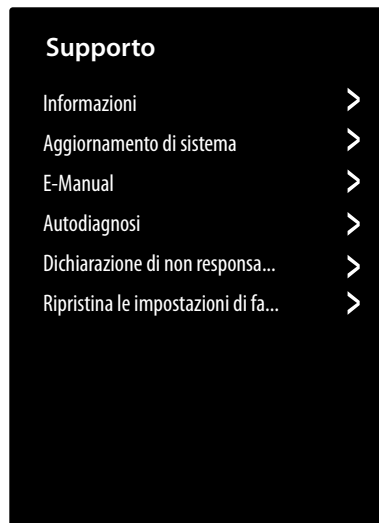 Supporto
Informazioni
Aggiornamento di sistema
E-Manual
Autodiagnosi
Dichiarazione di non responsa...
Ripristina le impostazioni di fa...